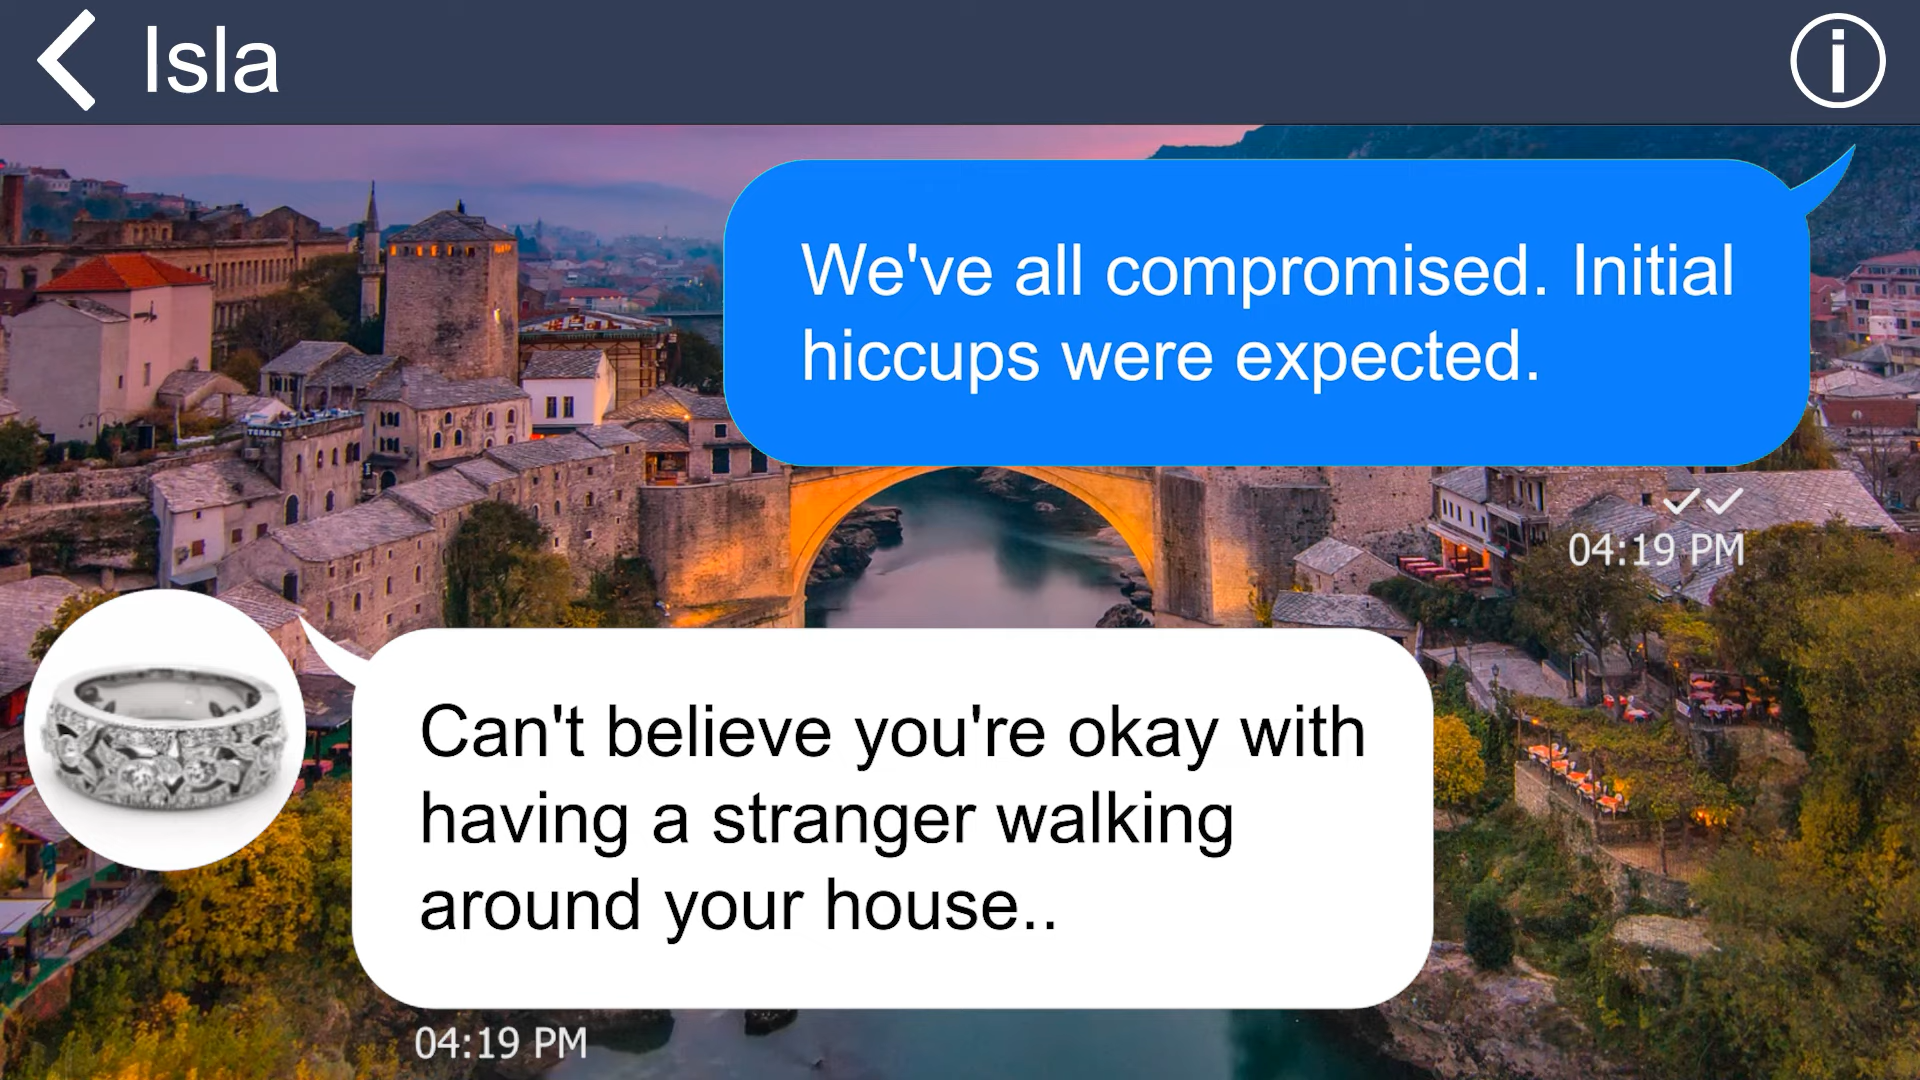 Isla
We've all compromised. Initial
hiccups were expected.
04:19 PM
TERASA
Can't believe you're okay with
having a stranger walking
around your house..
04:19 PM